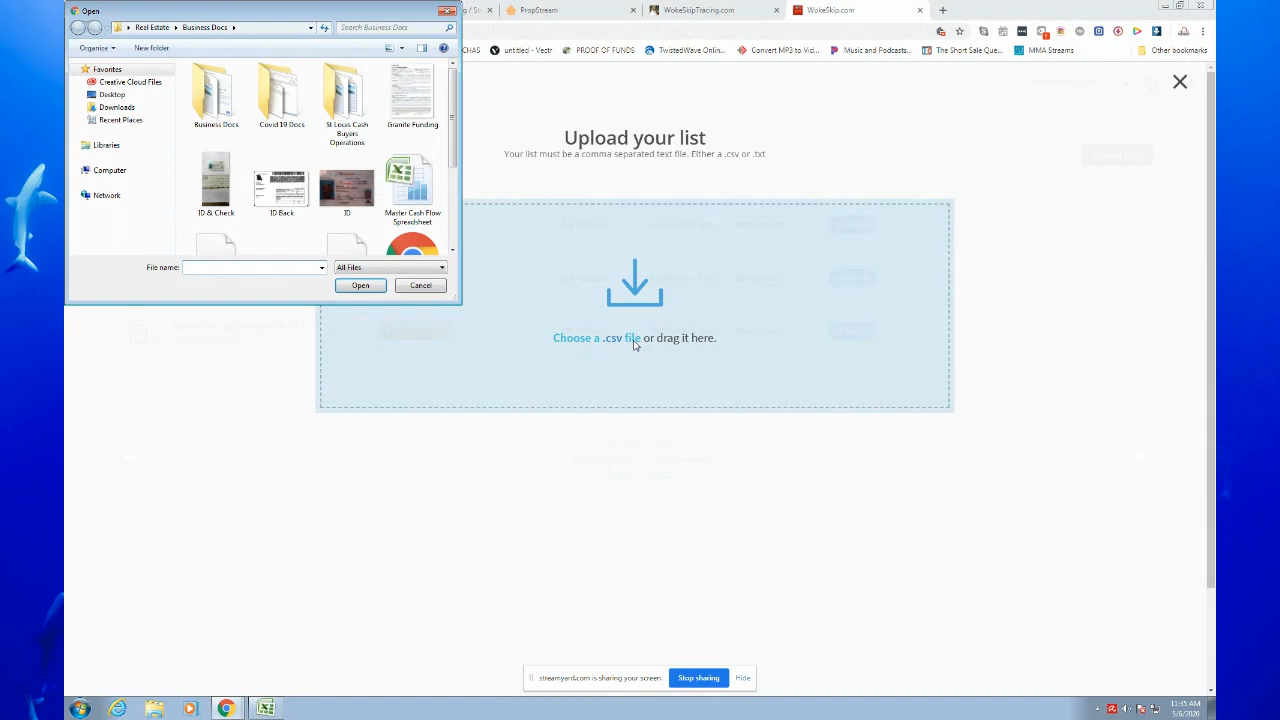 Open
PropStream
WokeSkipTracing.com
WokeSkip.com
Real Estate
Business Docs
Search Business Docs
Organize
New folder
CHAS
untitled - Vectr
PROOF OF FUNDS
TwistedWave Onlin...
Convert MP3 to Vid...
Music and Podcasts...
The Short Sale Que...
MMA Streams
Other bookmarks
Favorites
Creative Cloud Files
Desktop
Downloads
Recent Places
Libraries
Computer
Network
Business Docs
Covid 19 Docs
St Louis Cash
Buyers
Operations
Granite Funding
ID & Check
ID Back
ID
Master Cash Flow
Spreadsheet
File name:
All Files
Open
Cancel
Upload your list
Your list must be a comma separated text file. Either a .csv or .txt
Choose a .csv file or drag it here.
streamyard.com is sharing your screen.
Stop sharing
Hide
11:35 AM
5/6/2020